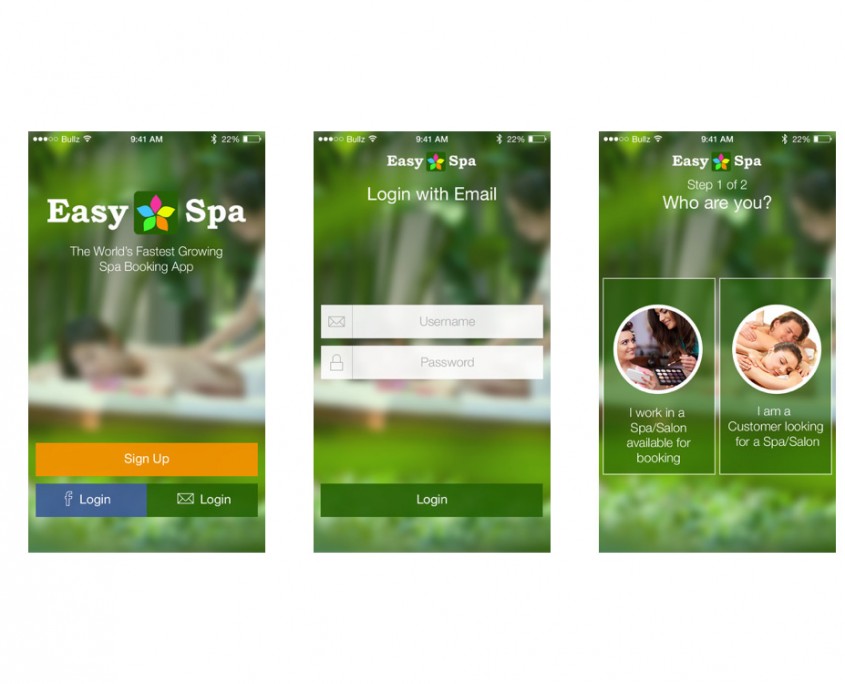 Bullz
9:41 AM
22%
Easy Spa
The World's Fastest Growing
Spa Booking App
Sign Up
f Login
Login
Bullz
9:41 AM
22%
Easy Spa
Login with Email
Username
Password
Login
Bullz
9:41 AM
22%
Easy Spa
Step 1 of 2
Who are you?
I work in a
Spa/Salon
available for
booking
I am a
Customer looking
for a Spa/Salon